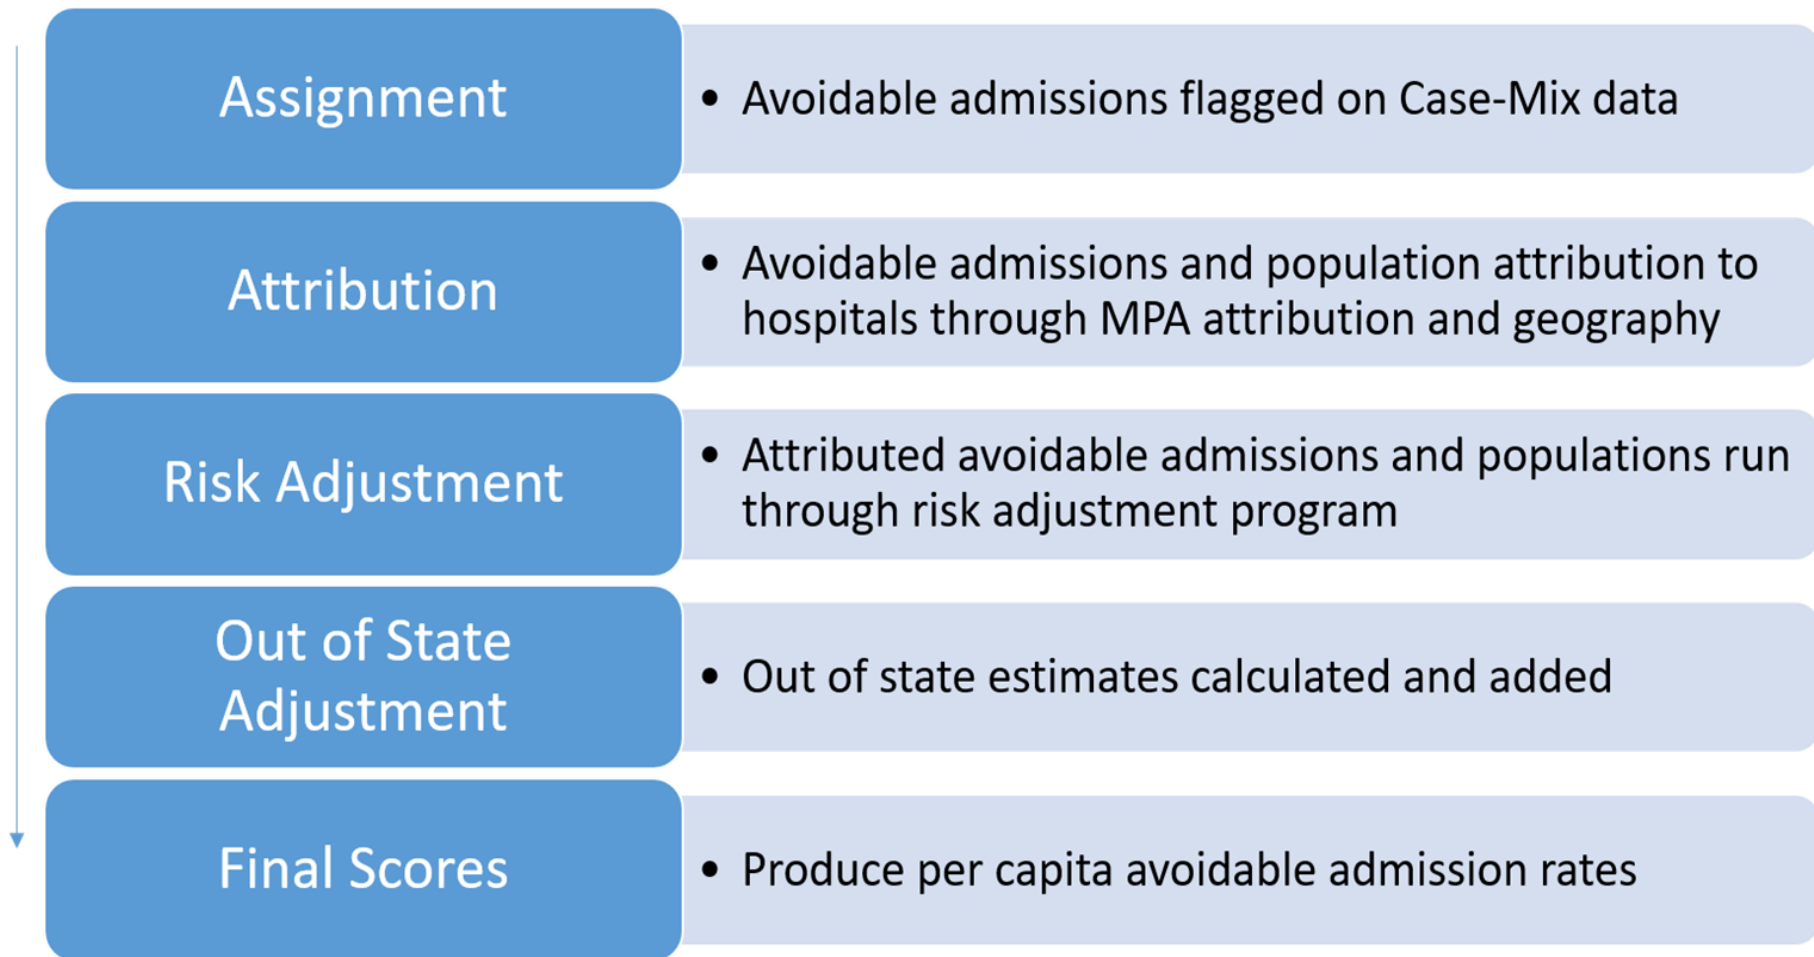 Assignment
• Avoidable admissions flagged on Case-Mix data
Attribution
• Avoidable admissions and population attribution to
hospitals through MPA attribution and geography
Risk Adjustment
• Attributed avoidable admissions and populations run
through risk adjustment program
Out of State
Adjustment
• Out of state estimates calculated and added
Final Scores
• Produce per capita avoidable admission rates